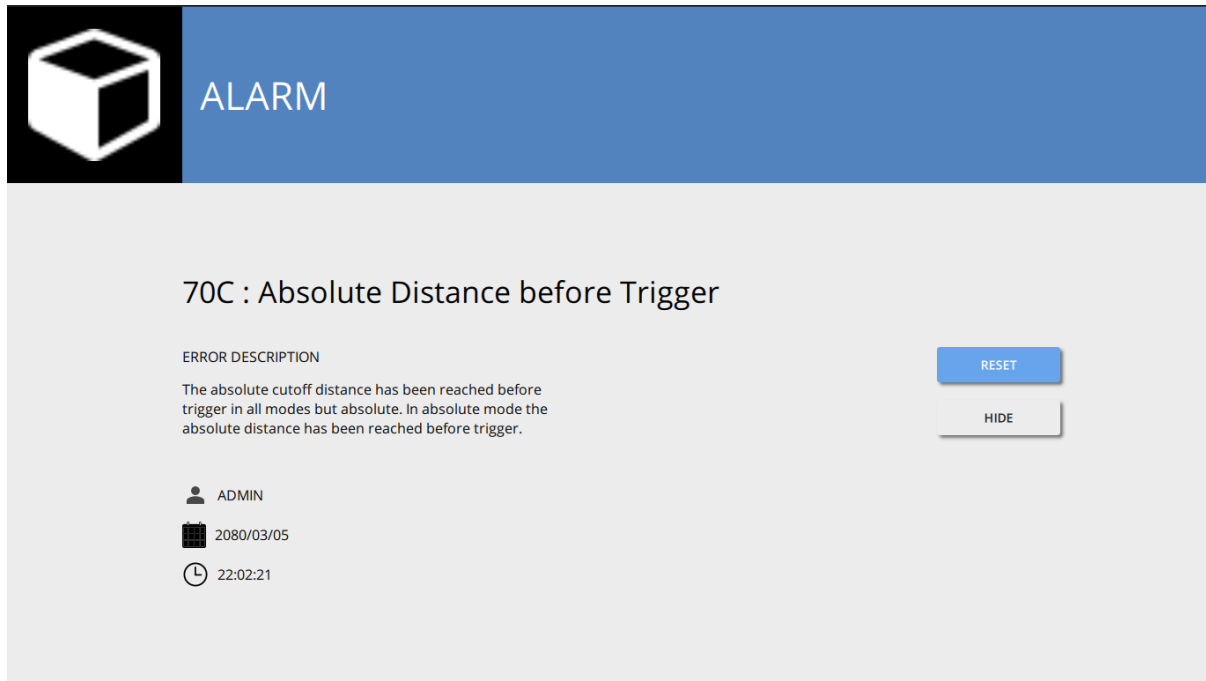 ALARM
70C : Absolute Distance before Trigger
ERROR DESCRIPTION
The absolute cutoff distance has been reached before
trigger in all modes but absolute. In absolute mode the
absolute distance has been reached before trigger.
RESET
HIDE
ADMIN
2080/03/05
22:02:21